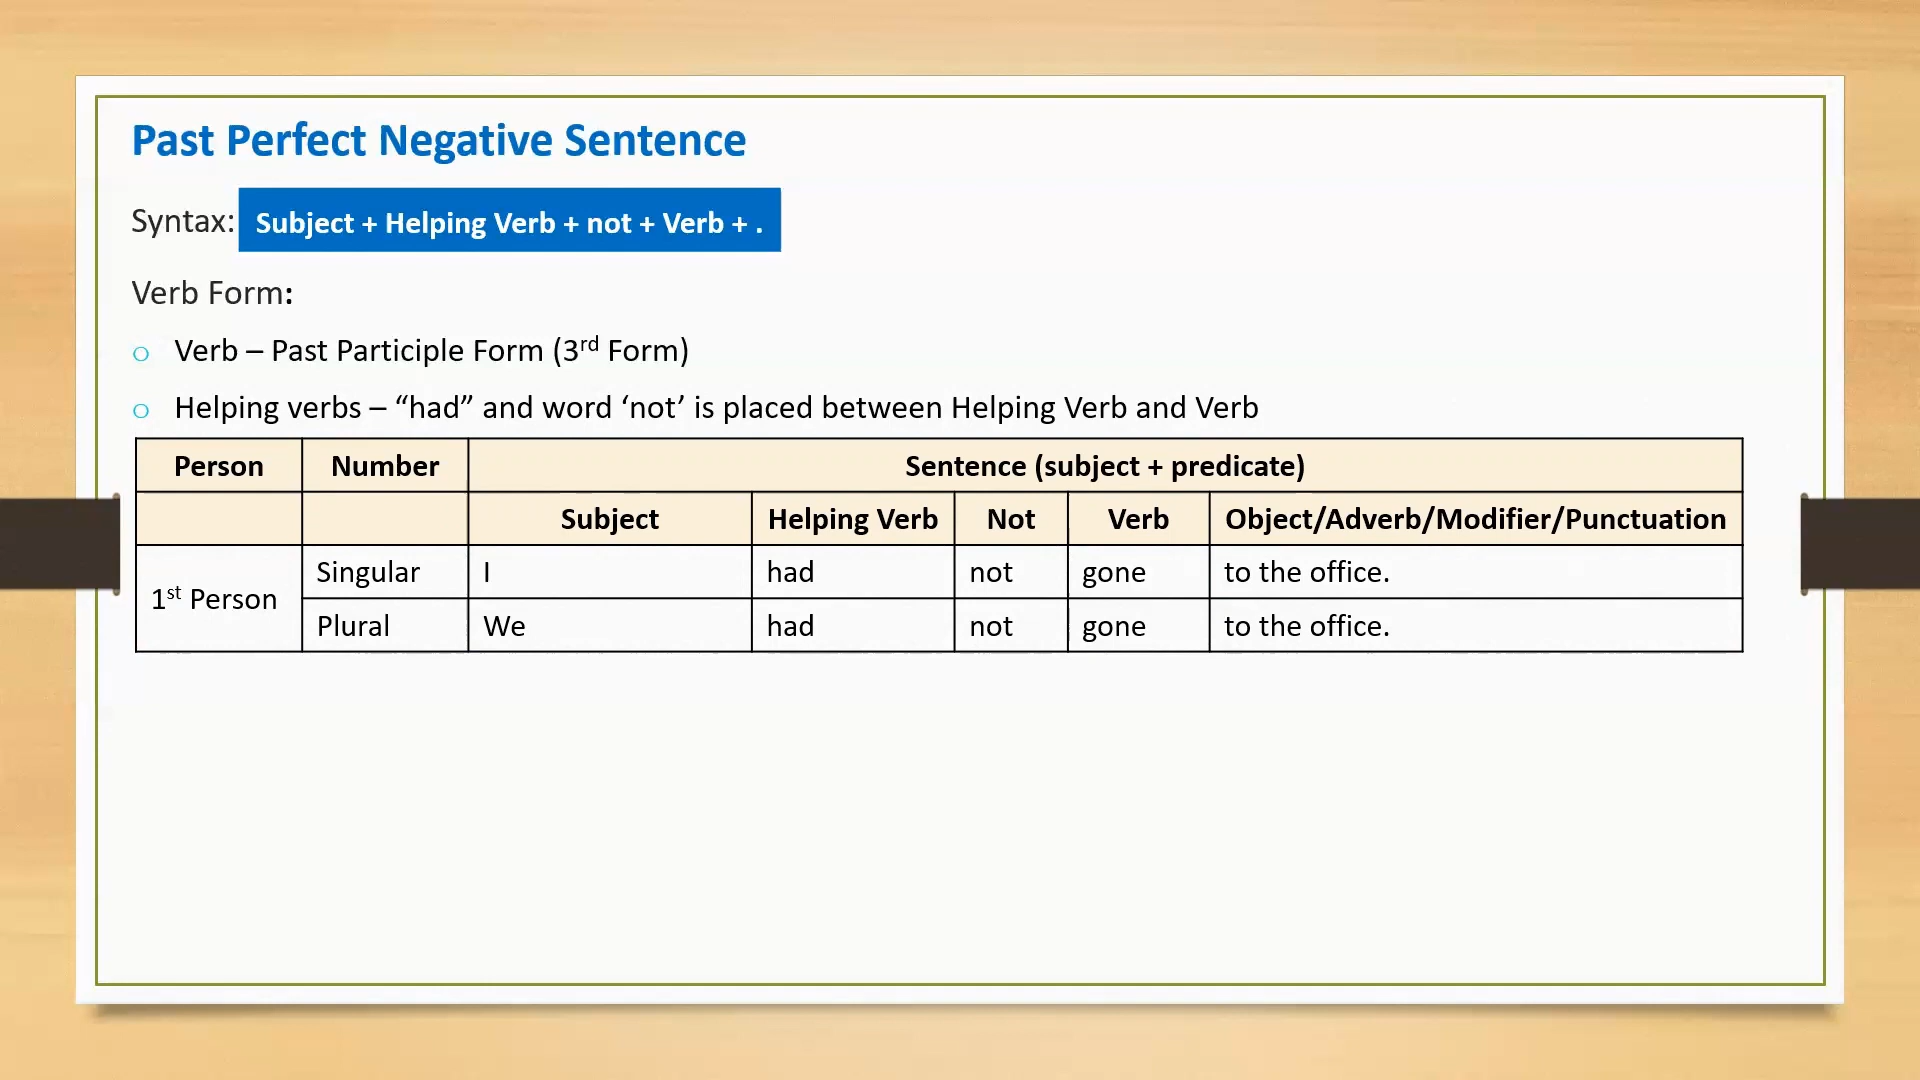 Past Perfect Negative Sentence
Syntax: Subject + Helping Verb + not + Verb + .
Verb Form:
o Verb – Past Participle Form (3rd Form)
o Helping verbs – “had” and word ‘not’ is placed between Helping Verb and Verb
Person Number Sentence (subject + predicate)
Subject Helping Verb Not Verb Object/Adverb/Modifier/Punctuation
1st Person Singular I had not gone to the office.
Plural We had not gone to the office.